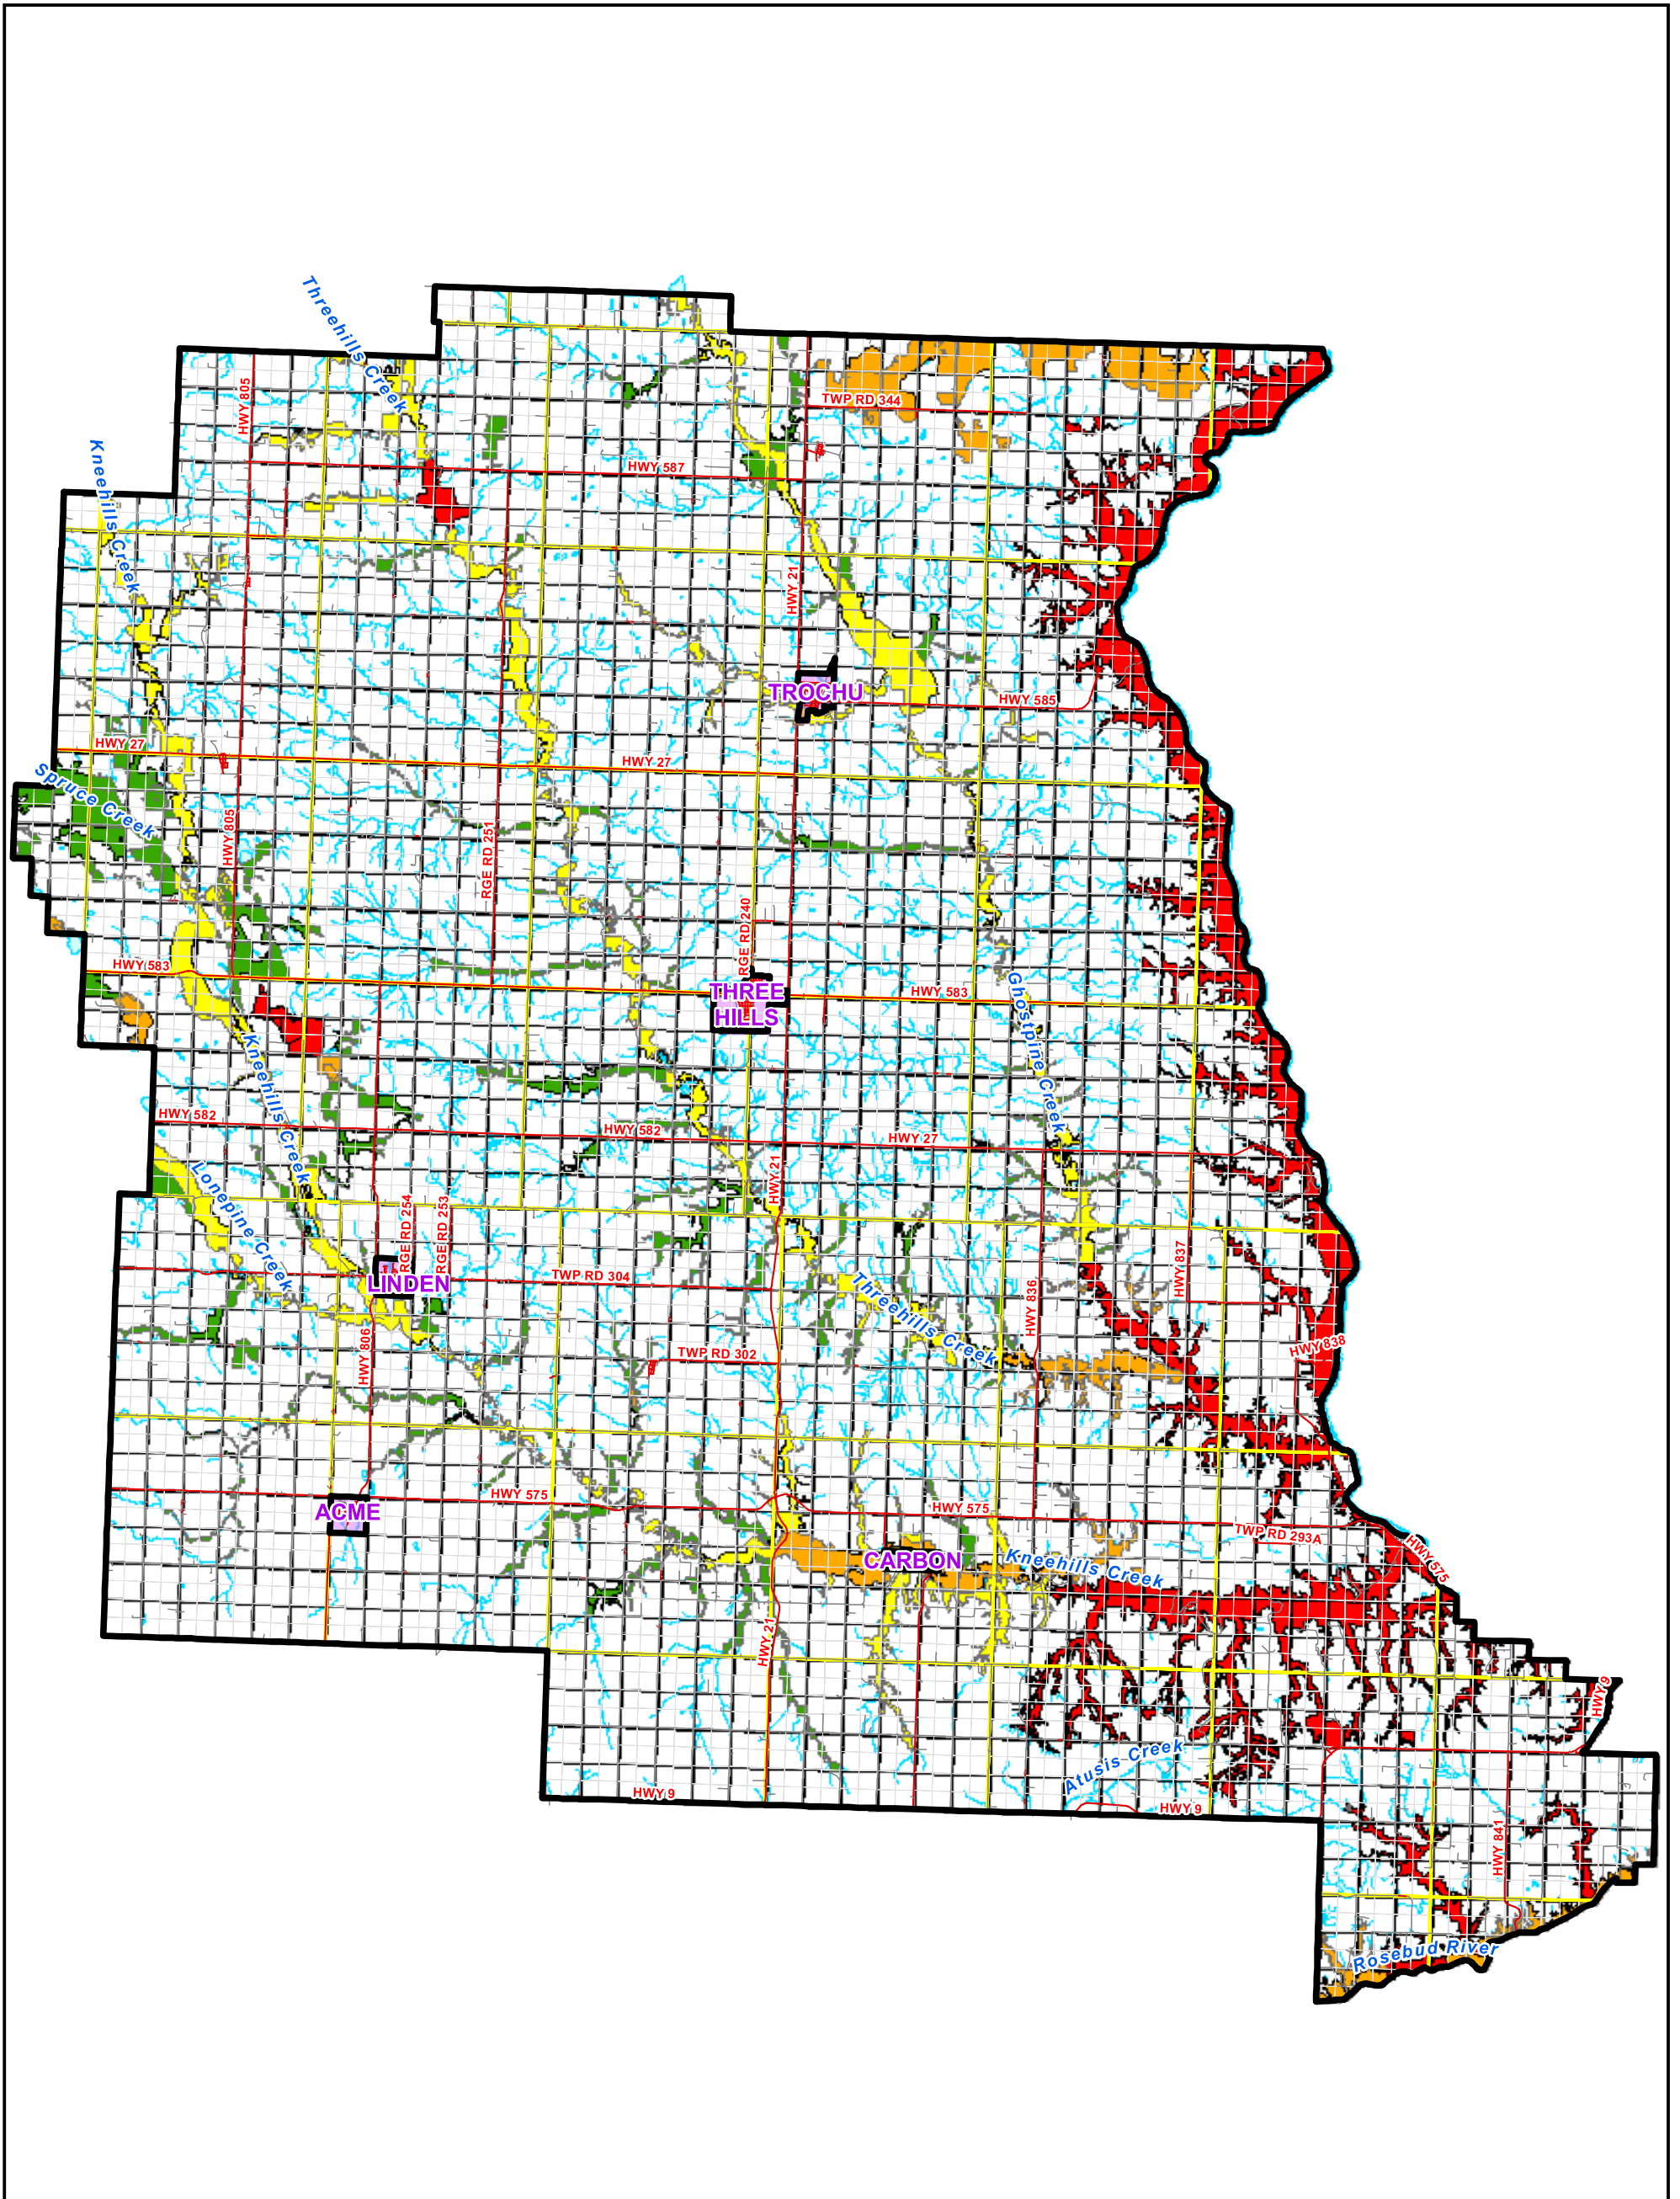 Threehills Creek
HWY 805
TWP RD 344
Kneehills Creek
HWY 587
HWY 21
TROCHU
HWY 585
HWY 27
HWY 27
Spruce Creek
HWY 805
RGE RD 251
RGE RD 240
HWY 583
THREE
HILLS
HWY 583
Ghostpine Creek
Kneehills Creek
HWY 582
HWY 582
HWY 27
Lonepine Creek
HWY 21
RGE RD 254
RGE RD 253
HWY 837
LINDEN
TWP RD 304
Threehills Creek
HWY 836
HWY 838
HWY 806
TWP RD 302
HWY 575
ACME
HWY 575
TWP RD 293A
HWY 575
CARBON
Kneehills Creek
HWY 21
HWY 9
Atusis Creek
HWY 9
HWY 9
HWY 841
Rosebud River